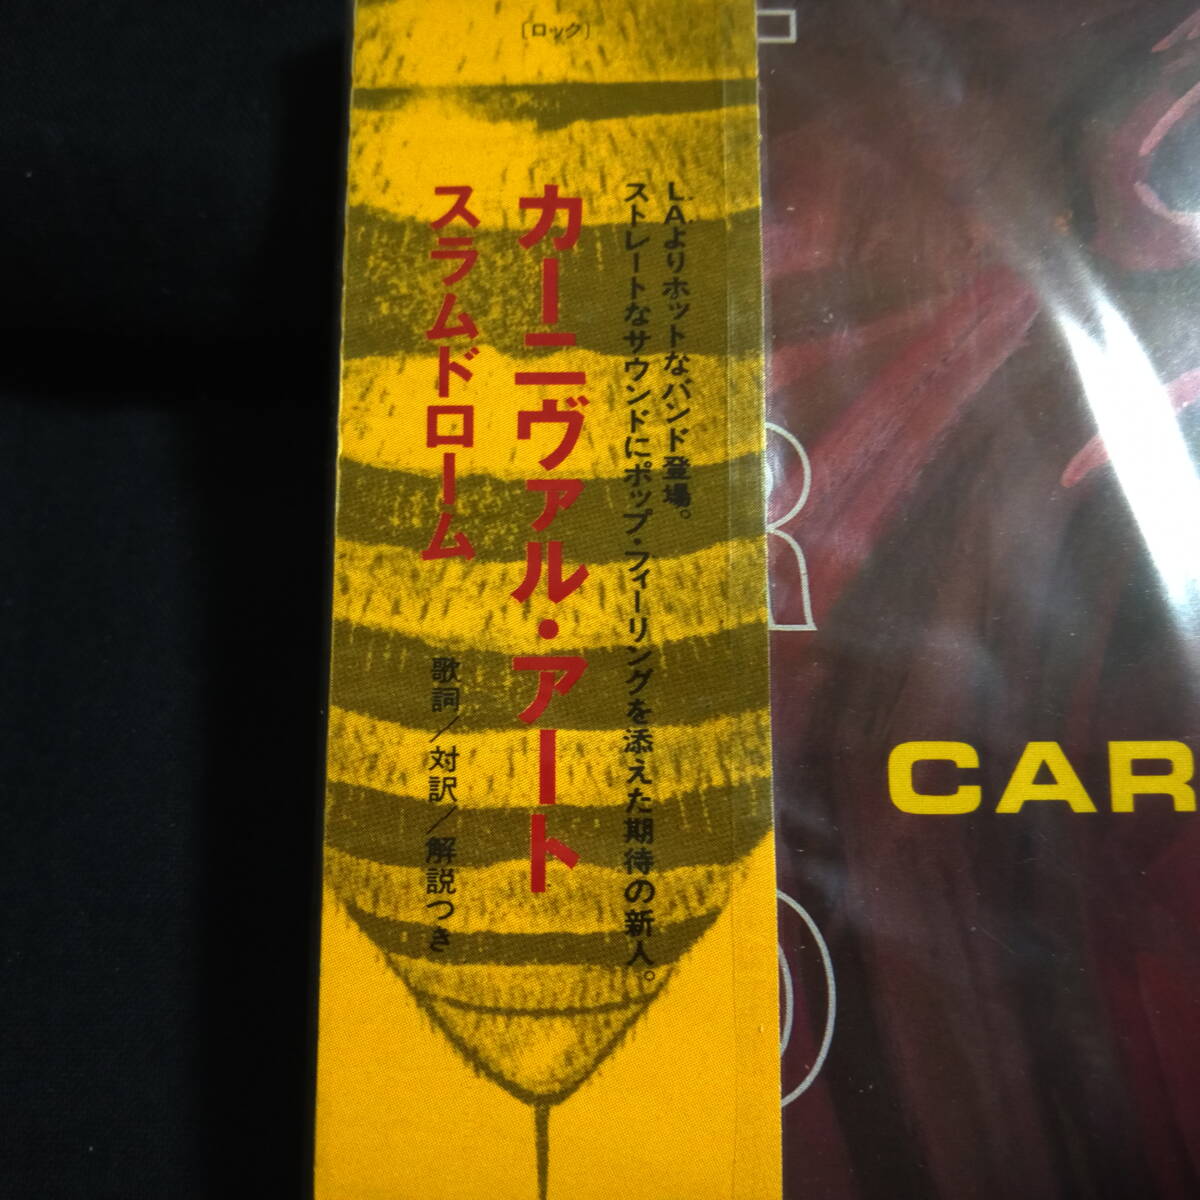 〔ロック〕
L.A.よりホットなバンド登場。
ストレートなサウンドにポップ・フィーリングを添えた期待の新人。
カーニヴァル・アート
スラムドローム
歌詞/対訳/解説つき
CAR
R